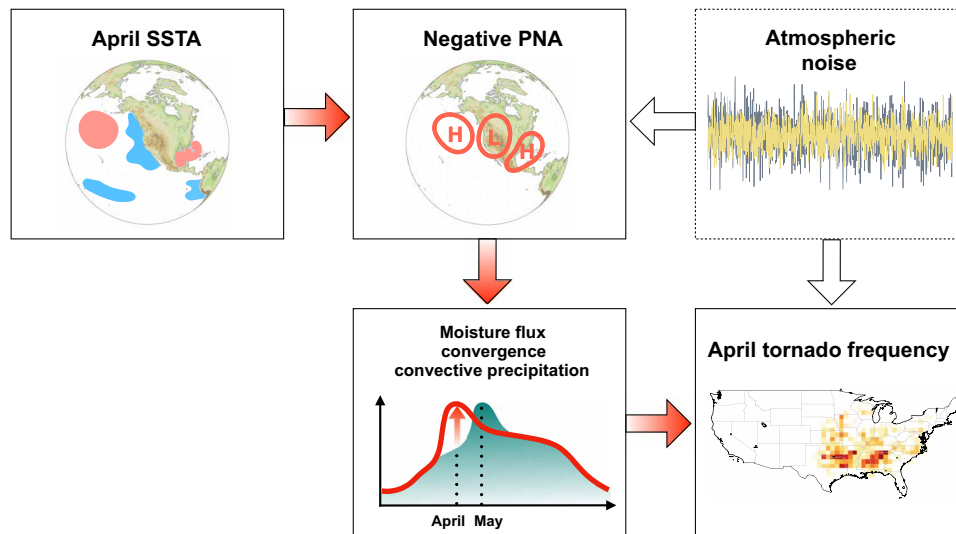 April SSTA
Negative PNA
H
L
H
Atmospheric
noise
Moisture flux
convergence
convective precipitation
April
May
April tornado frequency